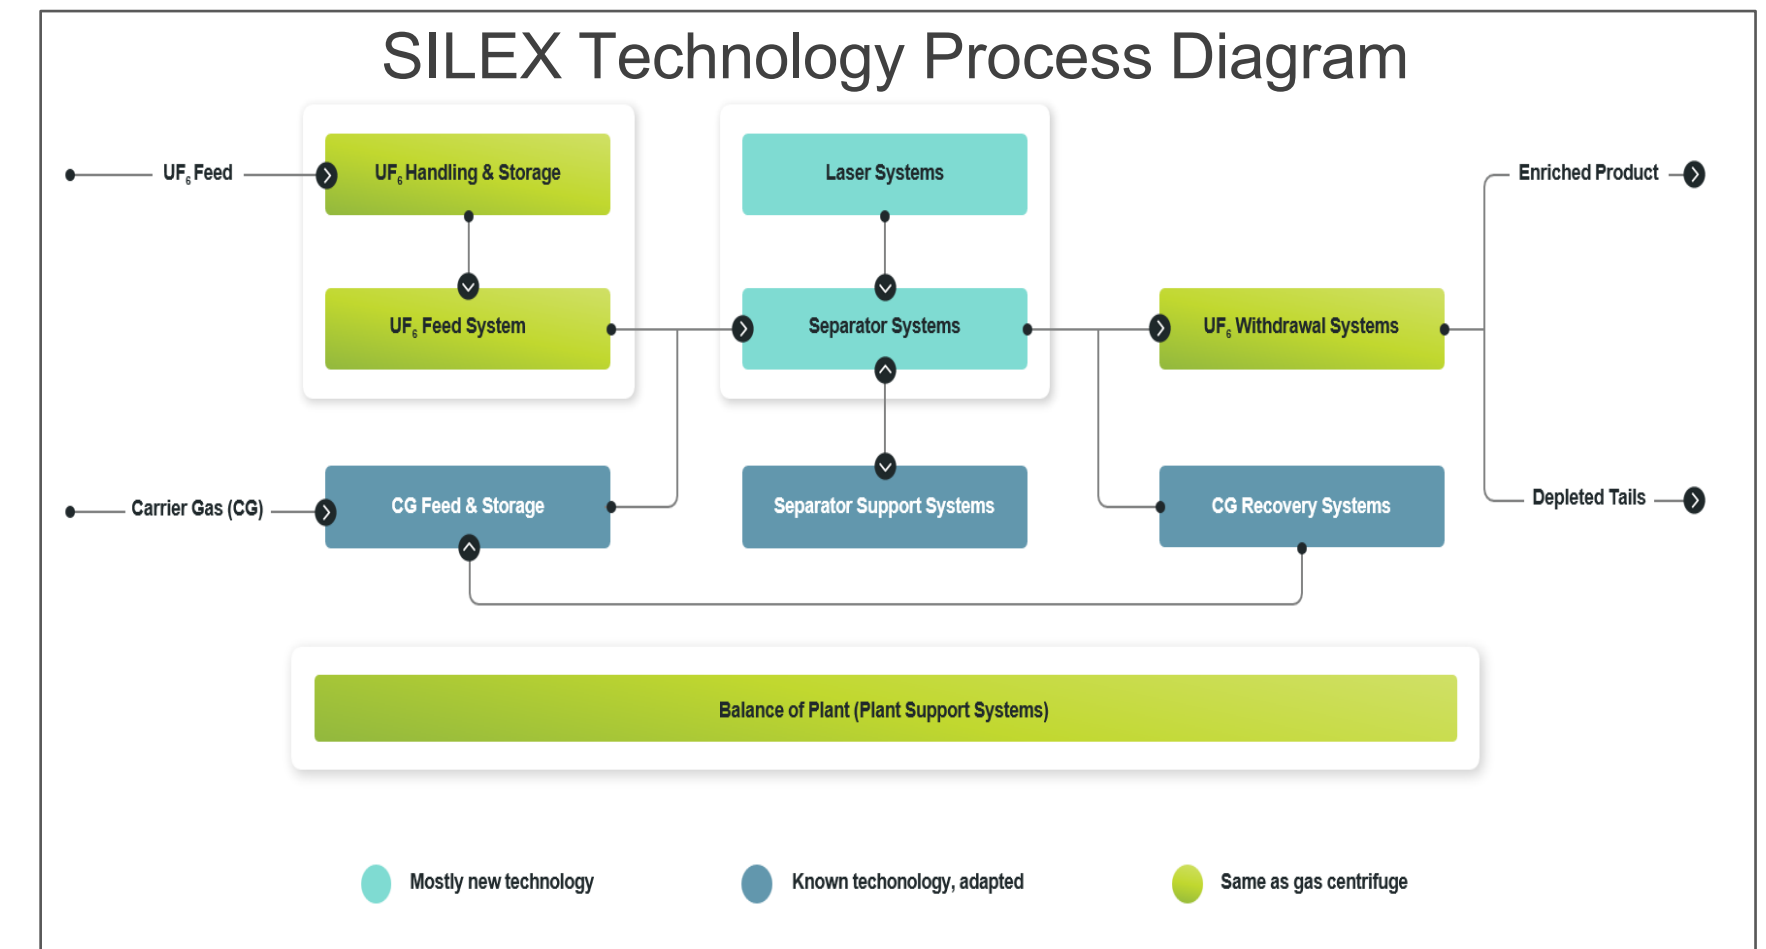 SILEX Technology Process Diagram
UF₆ Feed
UF₆ Handling & Storage
Laser Systems
Enriched Product
UF₆ Feed System
Separator Systems
UF₆ Withdrawal Systems
Carrier Gas (CG)
CG Feed & Storage
Separator Support Systems
CG Recovery Systems
Depleted Tails
Balance of Plant (Plant Support Systems)
Mostly new technology
Known techonology, adapted
Same as gas centrifuge